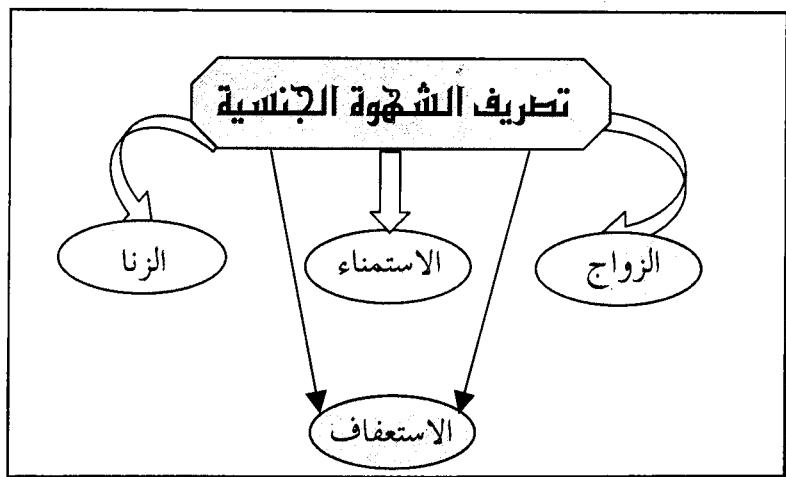 تصريف الشهوة الجنسية
الزواج
الاستمناء
الزنا
الاستعفاف